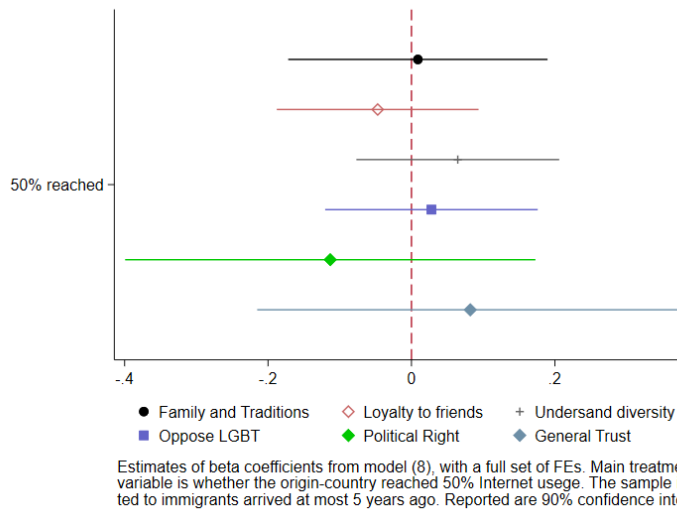 50% reached
-.4 -.2 0 .2
Family and Traditions Loyalty to friends Undersand diversity
Oppose LGBT Political Right General Trust
Estimates of beta coefficients from model (8), with a full set of FEs. Main
variable is whether the origin-country reached 50% Internet usege. The sample
ted to immigrants arrived at most 5 years ago. Reported are 90% confidence